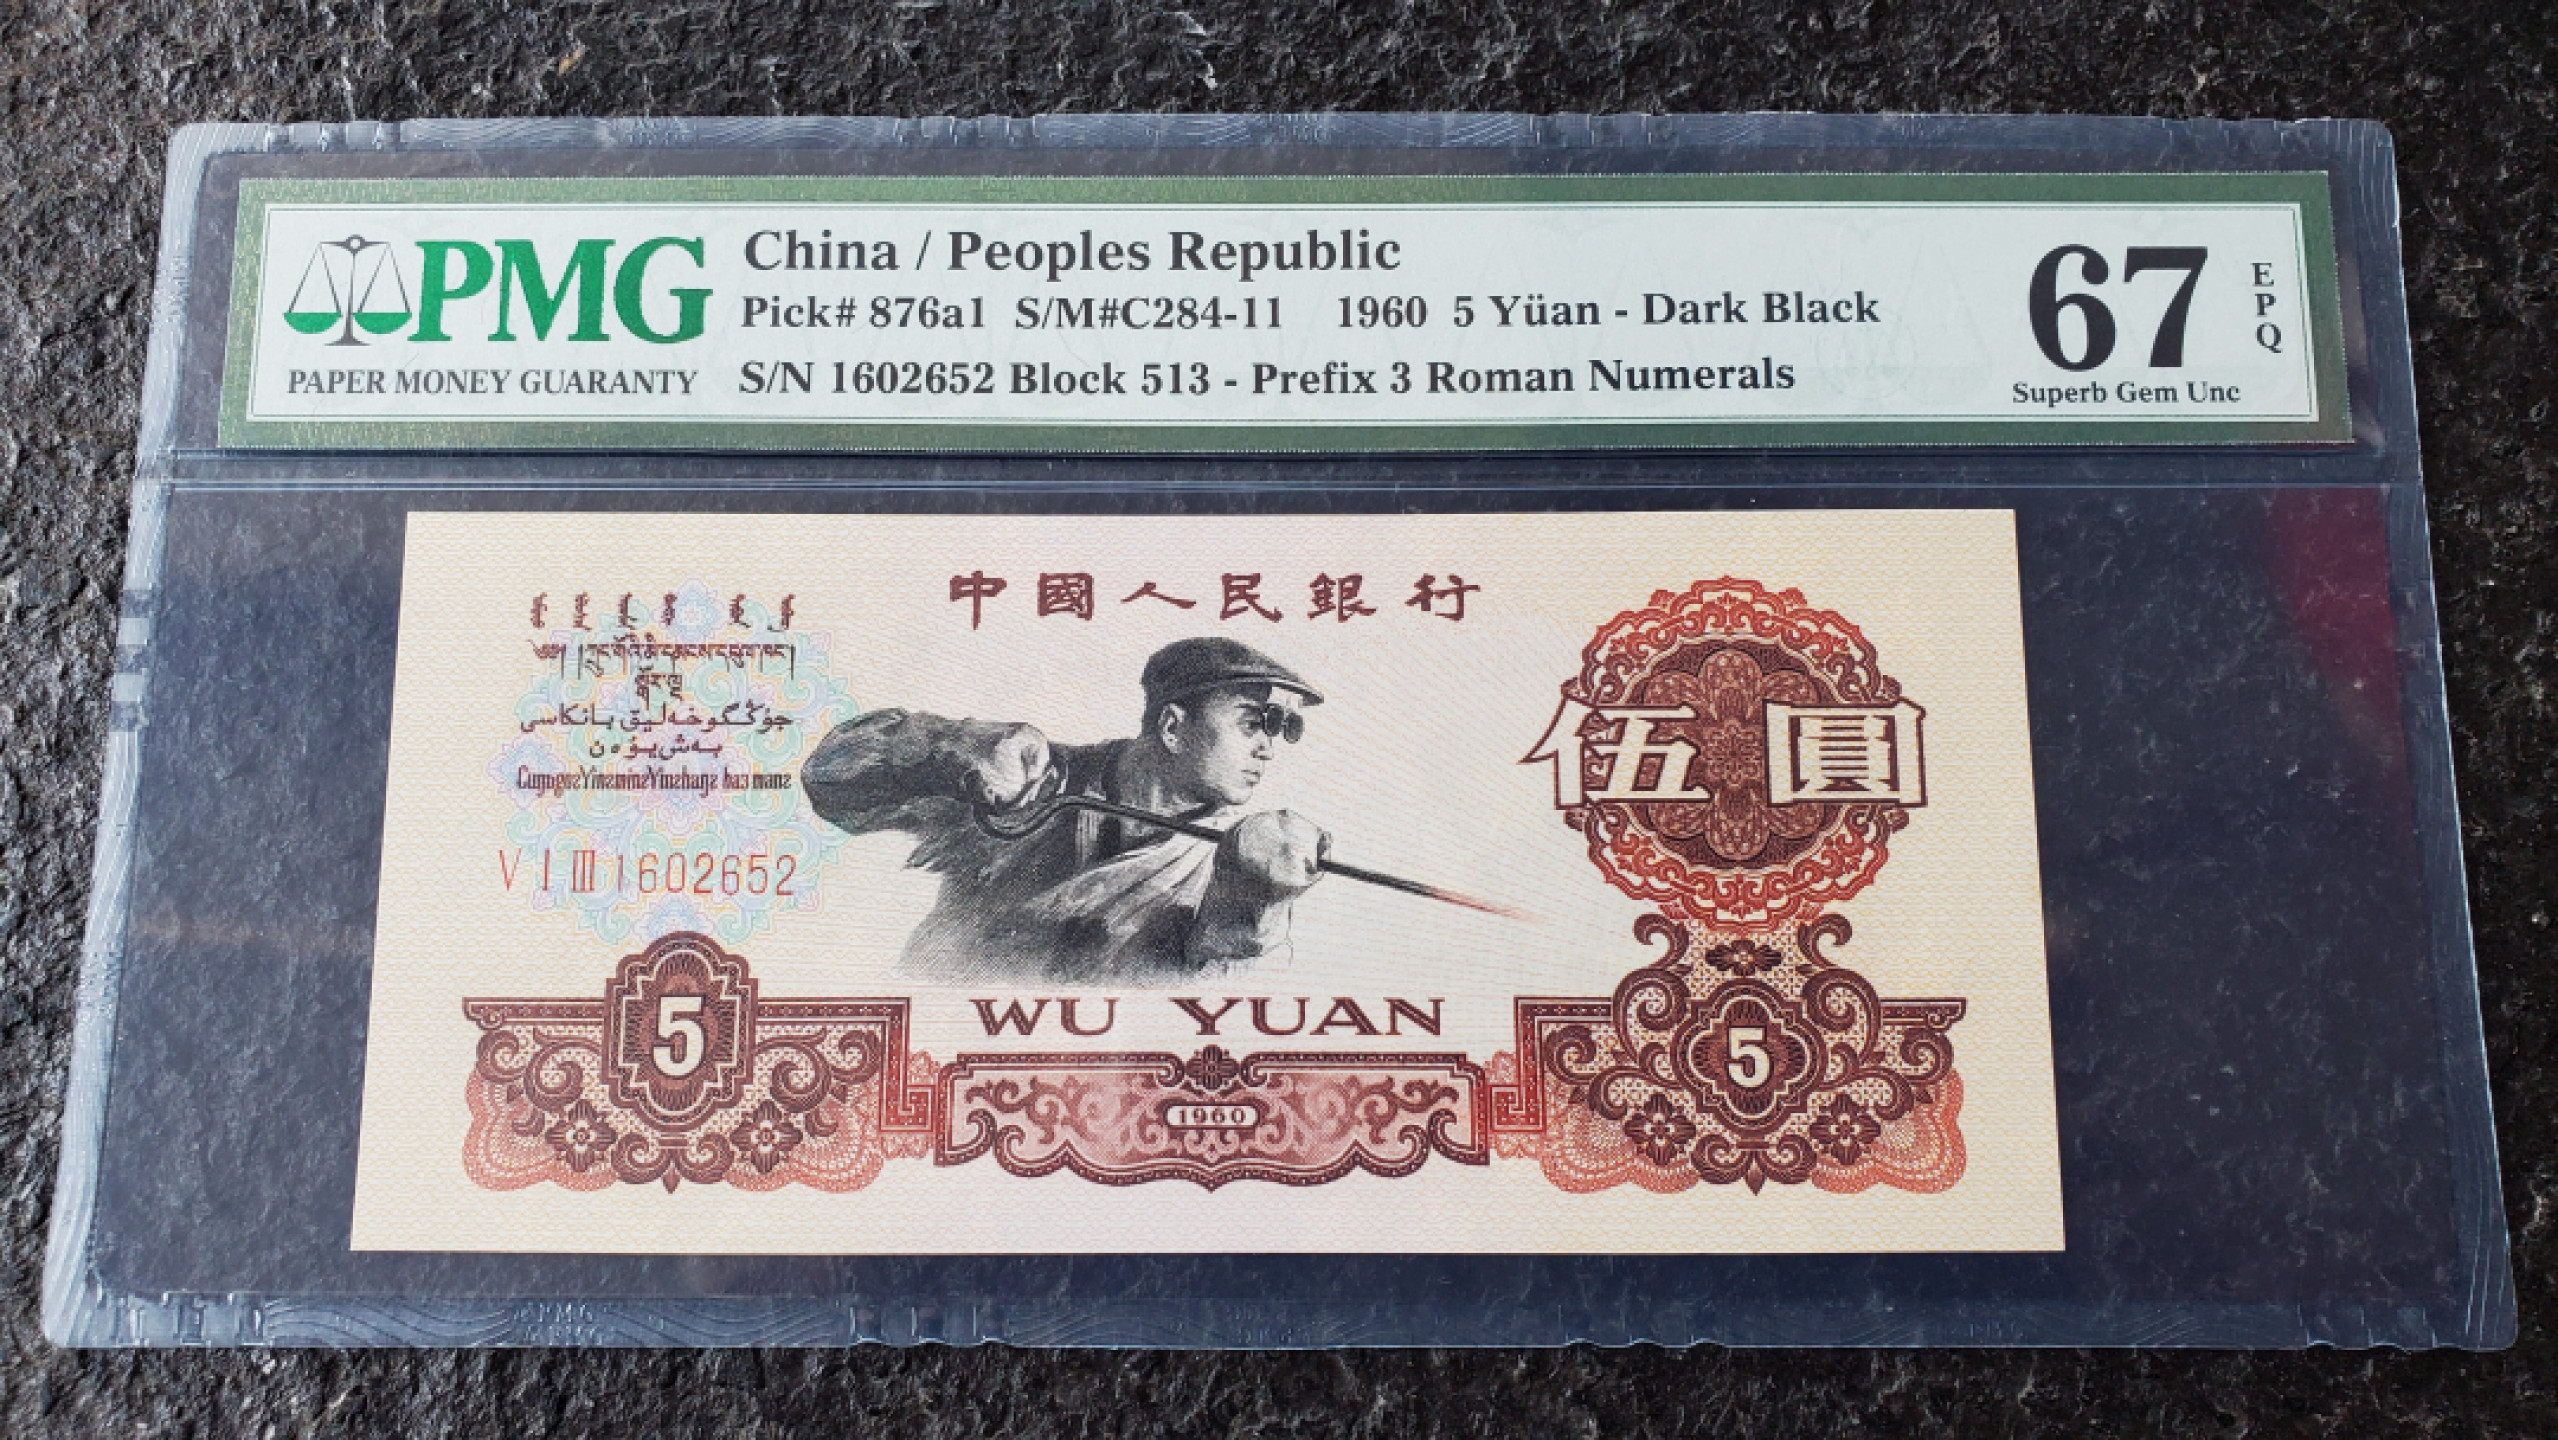 PMG
PAPER MONEY GUARANTY
China / Peoples Republic
Pick# 876a1 S/M#C284-11 1960 5 Yüan - Dark Black
S/N 1602652 Block 513 - Prefix 3 Roman Numerals
67
EPQ
Superb Gem Unc
中國人民銀行
伍圓
V I III 1602652
5
WU YUAN
5
1960